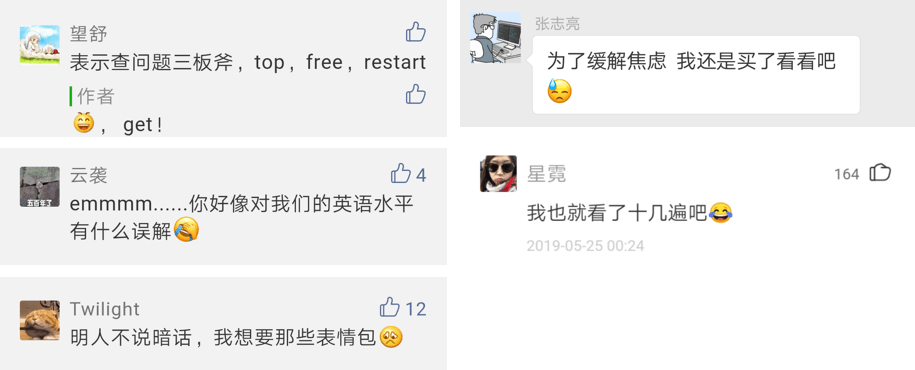 望舒
表示查问题三板斧，top，free，restart
作者
😄， get！
云袭
4
emmmm......你好像对我们的英语水平
有什么误解🤣
Twilight
12
明人不说暗话，我想要那些表情包🥺
张志亮
为了缓解焦虑 我还是买了看看吧
😓
星霓
164
我也就看了十几遍吧😂
2019-05-25 00:24